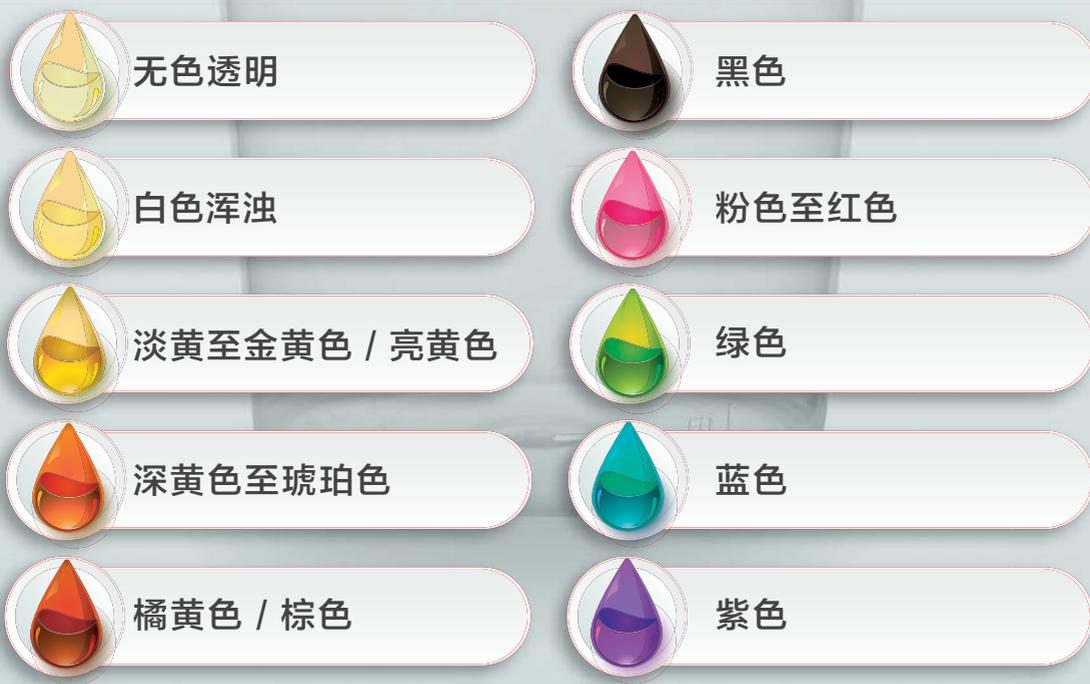 无色透明
白色浑浊
淡黄至金黄色 / 亮黄色
深黄色至琥珀色
橘黄色 / 棕色
黑色
粉色至红色
绿色
蓝色
紫色